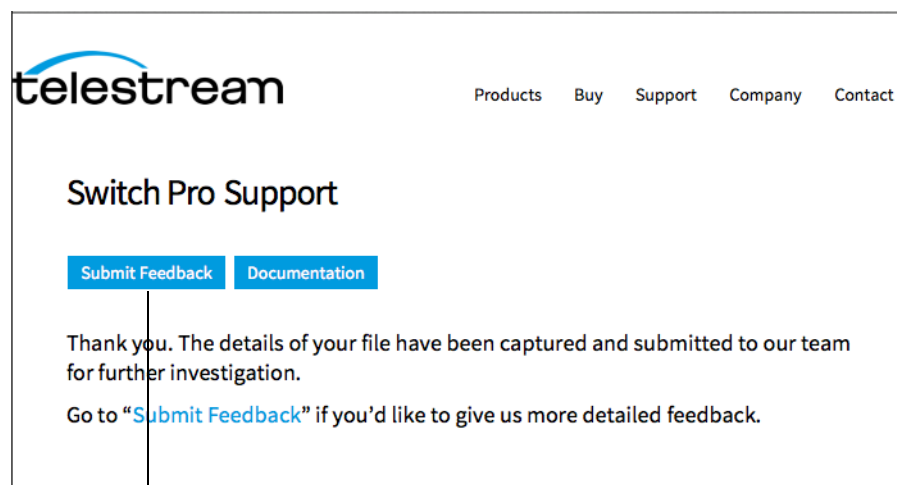 telestream
Products Buy Support Company Contact
Switch Pro Support
Submit Feedback Documentation
Thank you. The details of your file have been captured and submitted to our team
for further investigation.
Go to “Submit Feedback” if you’d like to give us more detailed feedback.